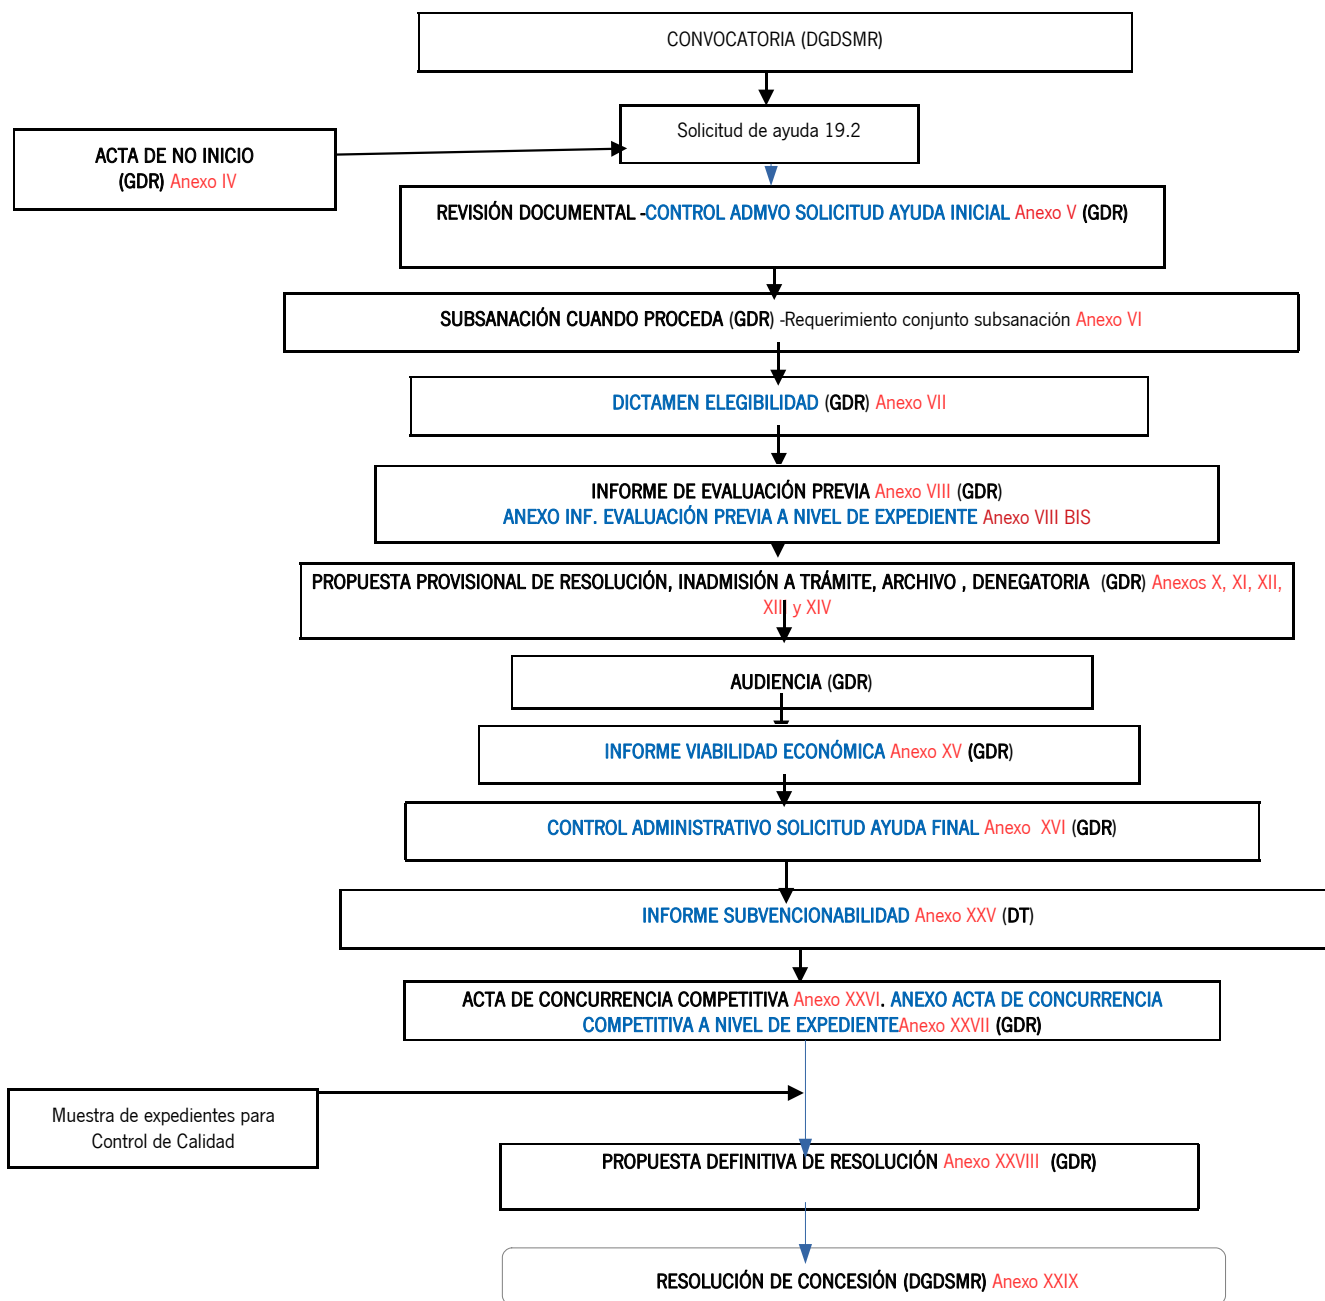 CONVOCATORIA (DGDSMR)
Solicitud de ayuda 19.2
ACTA DE NO INICIO
(GDR) Anexo IV
REVISIÓN DOCUMENTAL -CONTROL ADMVO SOLICITUD AYUDA INICIAL Anexo V (GDR)
SUBSANACIÓN CUANDO PROCEDA (GDR) -Requerimiento conjunto subsanación Anexo VI
DICTAMEN ELEGIBILIDAD (GDR) Anexo VII
INFORME DE EVALUACIÓN PREVIA Anexo VIII (GDR)
ANEXO INF. EVALUACIÓN PREVIA A NIVEL DE EXPEDIENTE Anexo VIII BIS
PROPUESTA PROVISIONAL DE RESOLUCIÓN, INADMISIÓN A TRÁMITE, ARCHIVO , DENEGATORIA (GDR) Anexos X, XI, XII,
XIII y XIV
AUDIENCIA (GDR)
INFORME VIABILIDAD ECONÓMICA Anexo XV (GDR)
CONTROL ADMINISTRATIVO SOLICITUD AYUDA FINAL Anexo XVI (GDR)
INFORME SUBVENCIONABILIDAD Anexo XXV (DT)
ACTA DE CONCURRENCIA COMPETITIVA Anexo XXVI. ANEXO ACTA DE CONCURRENCIA
COMPETITIVA A NIVEL DE EXPEDIENTEAnexo XXVII (GDR)
Muestra de expedientes para
Control de Calidad
PROPUESTA DEFINITIVA DE RESOLUCIÓN Anexo XXVIII (GDR)
RESOLUCIÓN DE CONCESIÓN (DGDSMR) Anexo XXIX